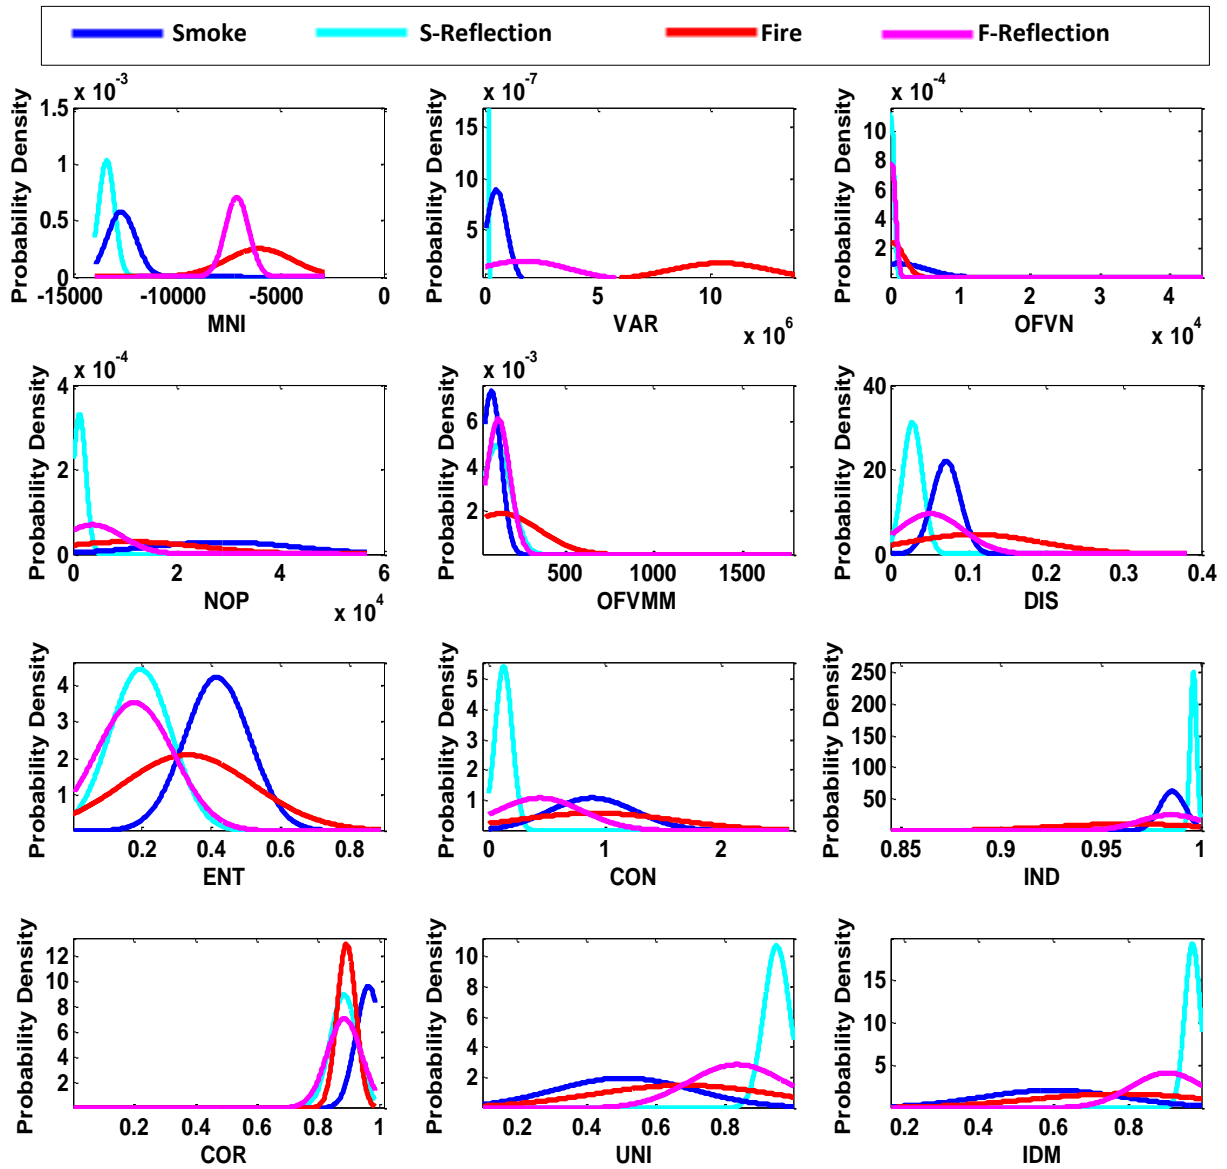 Smoke S-Reflection Fire F-Reflection
x 10^-3 x 10^-7 x 10^-4
Probability Density
1.5
1
0.5
0
-15000 -10000 -5000 0
MNI
Probability Density
15
10
5
0 5 10
VAR
x 10^6
Probability Density
10
8
6
4
2
0 1 2 3 4
OFVN
x 10^4
x 10^-4 x 10^-3
Probability Density
4
2
0
0 2 4 6
NOP
x 10^4
Probability Density
6
4
2
500 1000 1500
OFVMM
Probability Density
40
20
0
0 0.1 0.2 0.3 0.4
DIS
Probability Density
4
3
2
1
0.2 0.4 0.6 0.8
ENT
Probability Density
5
4
3
2
1
0
0 1 2
CON
Probability Density
250
200
150
100
50
0.85 0.9 0.95 1
IND
Probability Density
12
10
8
6
4
2
0.2 0.4 0.6 0.8 1
COR
Probability Density
10
8
6
4
2
0.2 0.4 0.6 0.8
UNI
Probability Density
15
10
5
0.2 0.4 0.6 0.8
IDM